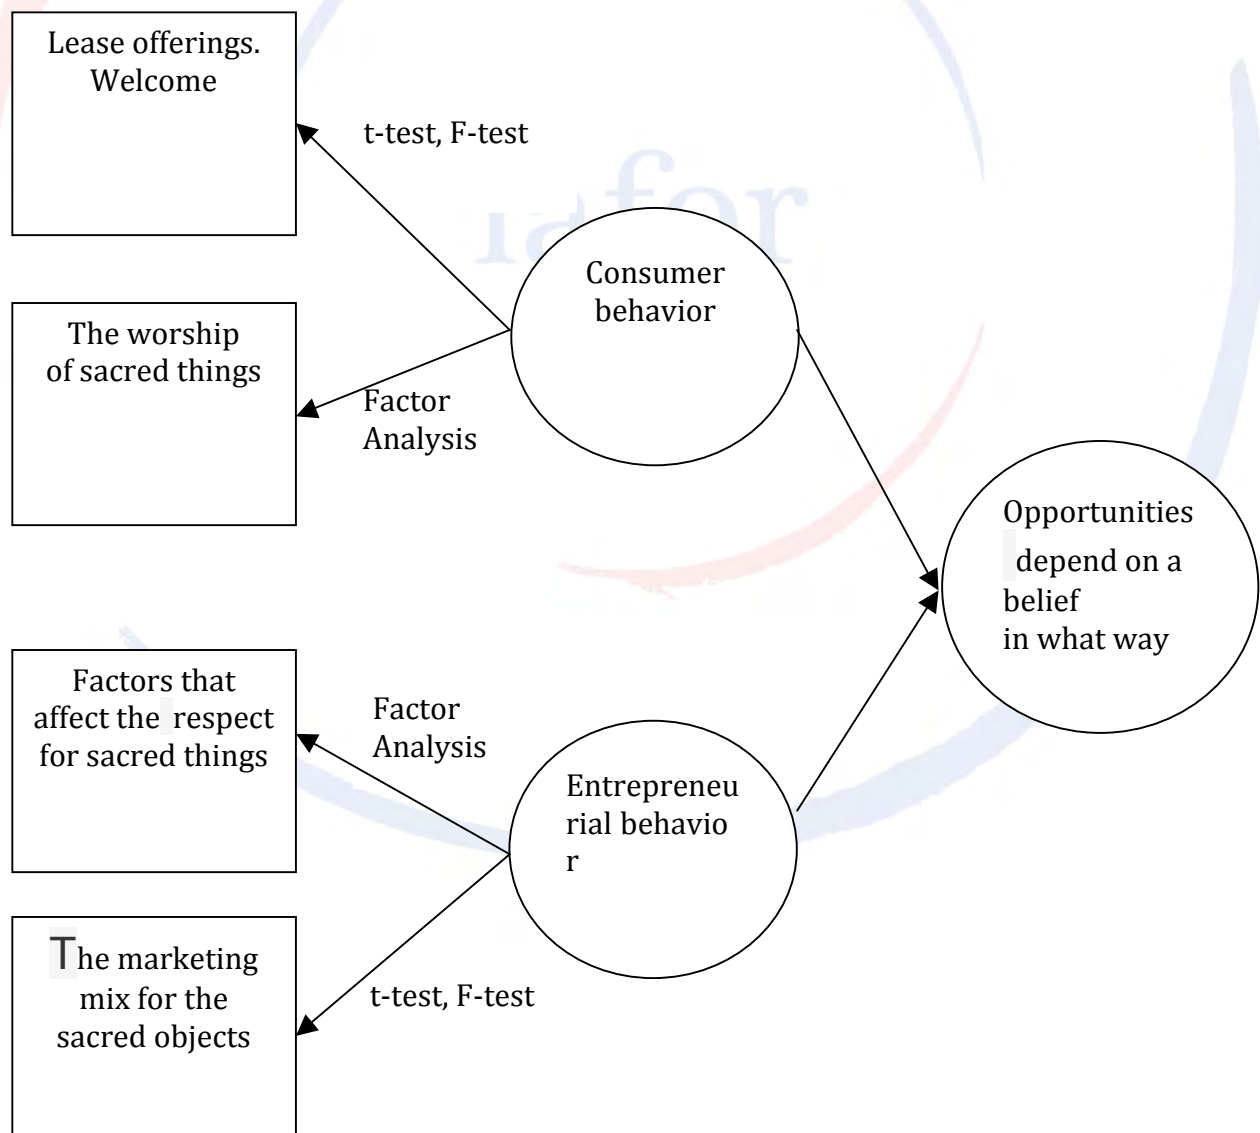 Lease offerings.
Welcome
t-test, F-test
Consumer
behavior
The worship
of sacred things
Factor
Analysis
Opportunities
depend on a
belief
in what way
Factors that
affect the respect
for sacred things
Factor
Analysis
Entrepreneu
rial behavio
r
The marketing
mix for the
sacred objects
t-test, F-test